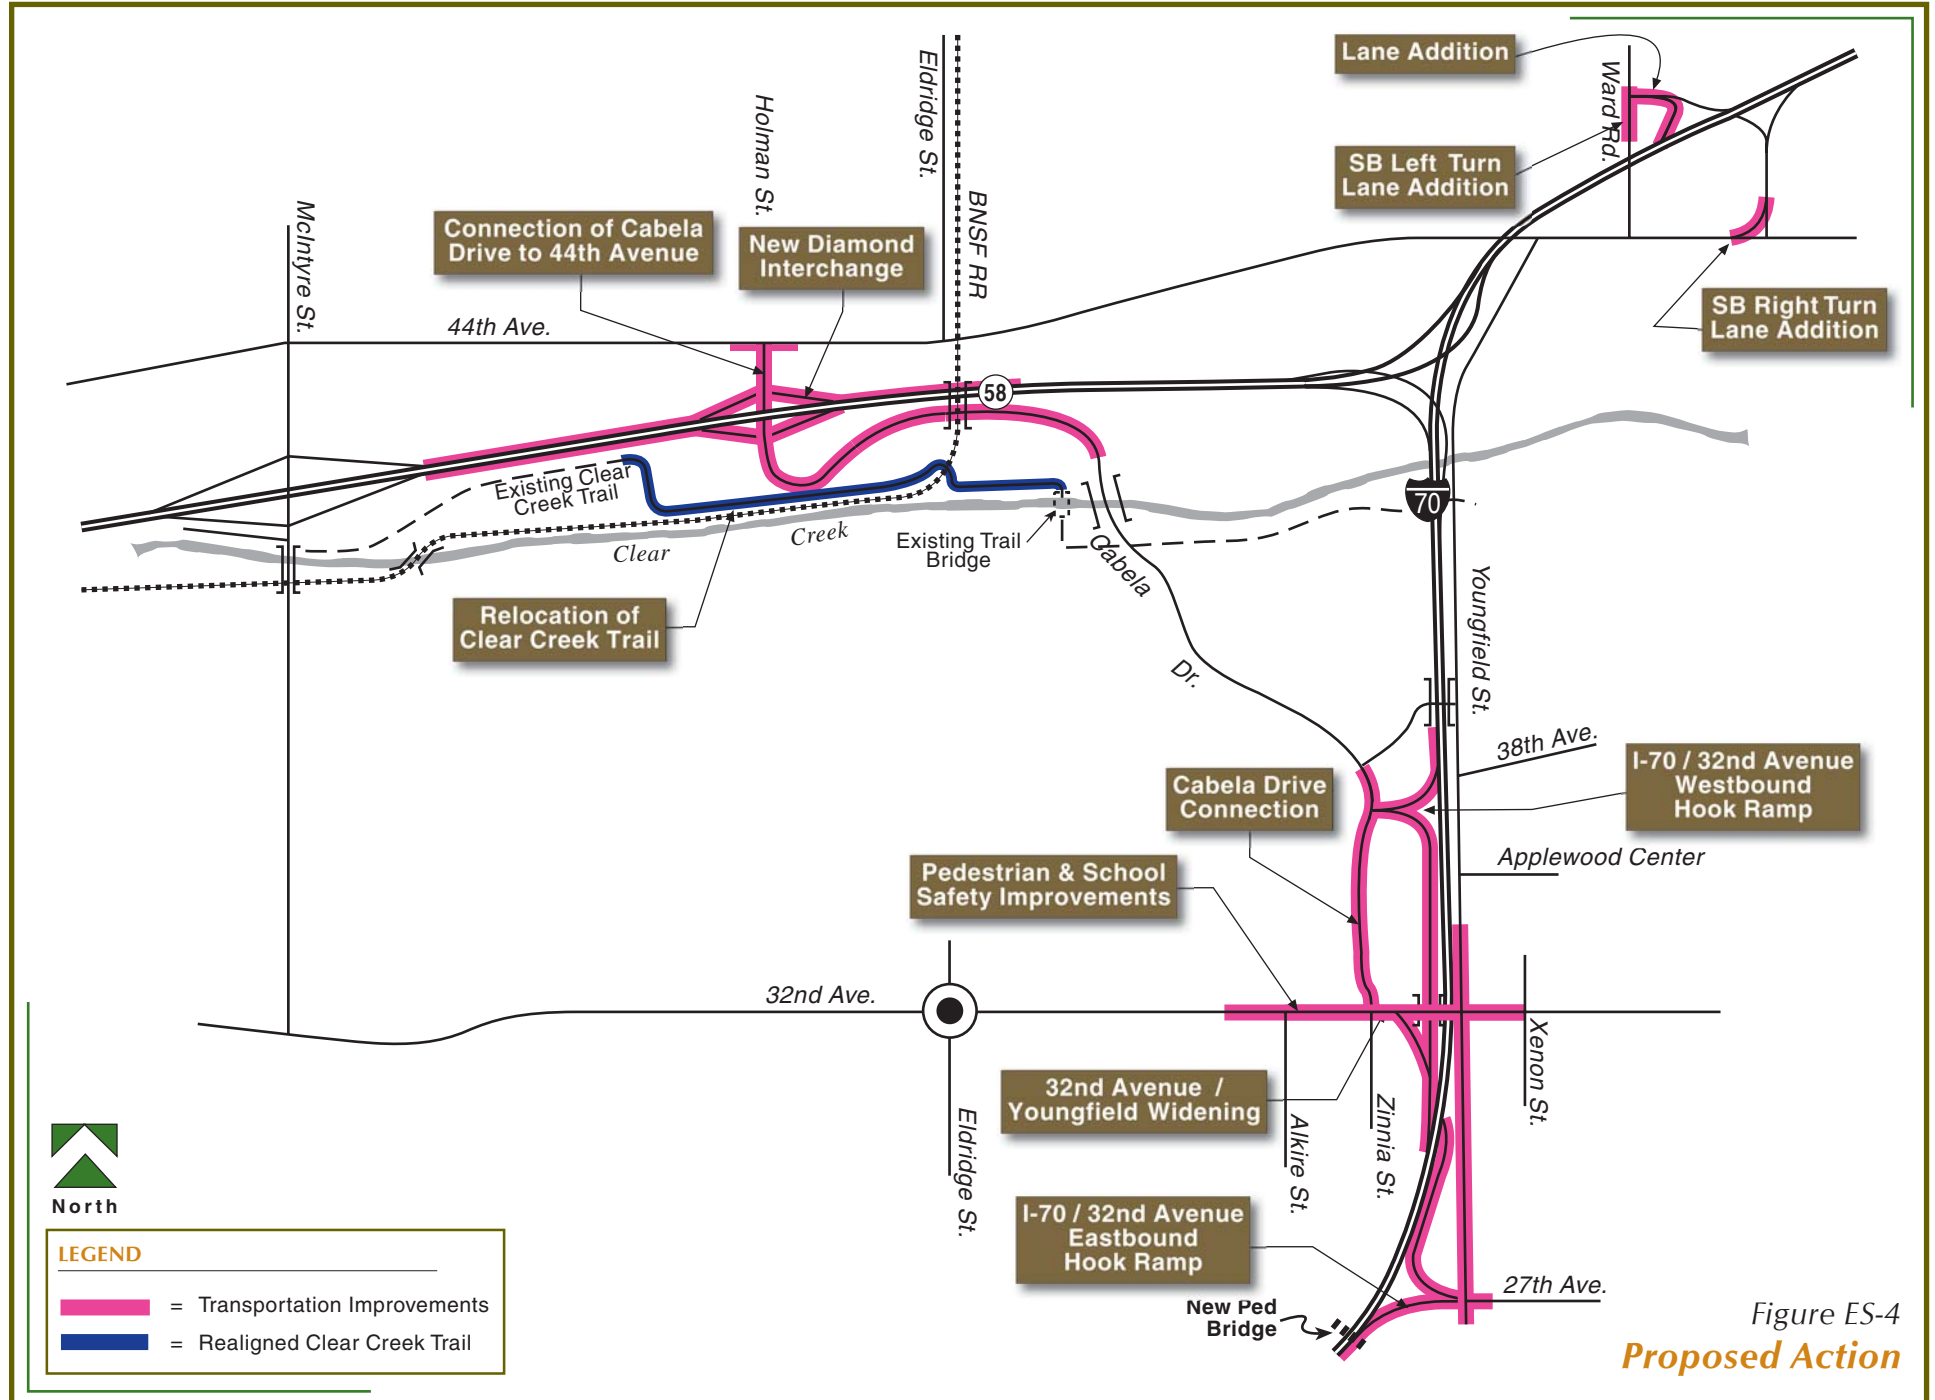 Lane Addition
Ward Rd.
SB Left Turn
Lane Addition
SB Right Turn
Lane Addition
Eldridge St.
BNSF RR
Holman St.
McIntyre St.
Connection of Cabela
Drive to 44th Avenue
New Diamond
Interchange
44th Ave.
58
70
Existing Clear
Creek Trail
Clear
Creek
Existing Trail
Bridge
Cabela
Dr.
Relocation of
Clear Creek Trail
Youngfield St.
38th Ave.
I-70 / 32nd Avenue
Westbound
Hook Ramp
Cabela Drive
Connection
Applewood Center
Pedestrian & School
Safety Improvements
32nd Ave.
Xenon St.
32nd Avenue /
Youngfield Widening
Zinnia St.
Alkire St.
Eldridge St.
I-70 / 32nd Avenue
Eastbound
Hook Ramp
27th Ave.
New Ped
Bridge
North
LEGEND
= Transportation Improvements
= Realigned Clear Creek Trail
Figure ES-4
Proposed Action